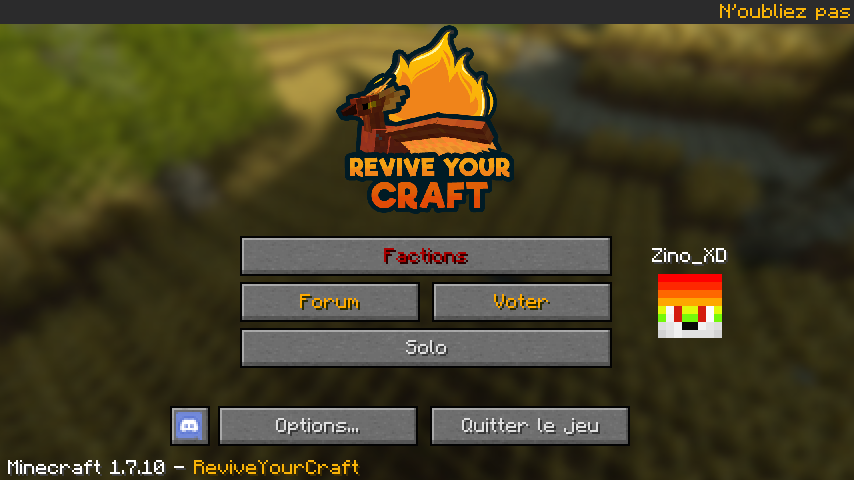 N'oubliez pas
REVIVE YOUR
CRAFT
Factions
Zino_XD
Forum
Voter
Solo
Options...
Quitter le jeu
Minecraft 1.7.10 - ReviveYourCraft